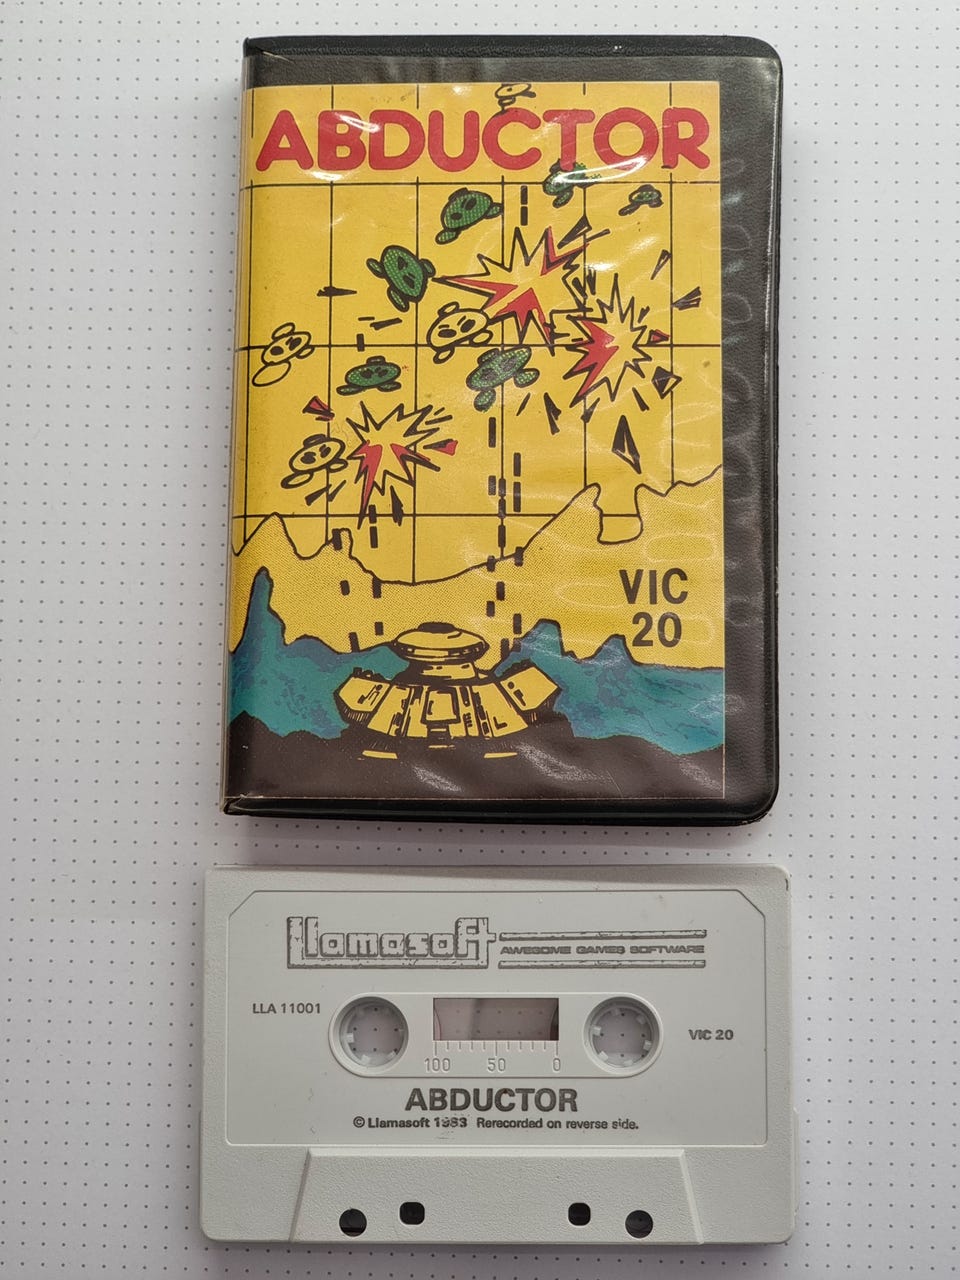 ABDUCTOR
VIC
20
llamasoft
AWESOME GAMES SOFTWARE
LLA 11001
VIC 20
100 50 0
ABDUCTOR
© Llamasoft 1983 Rerecorded on reverse side.